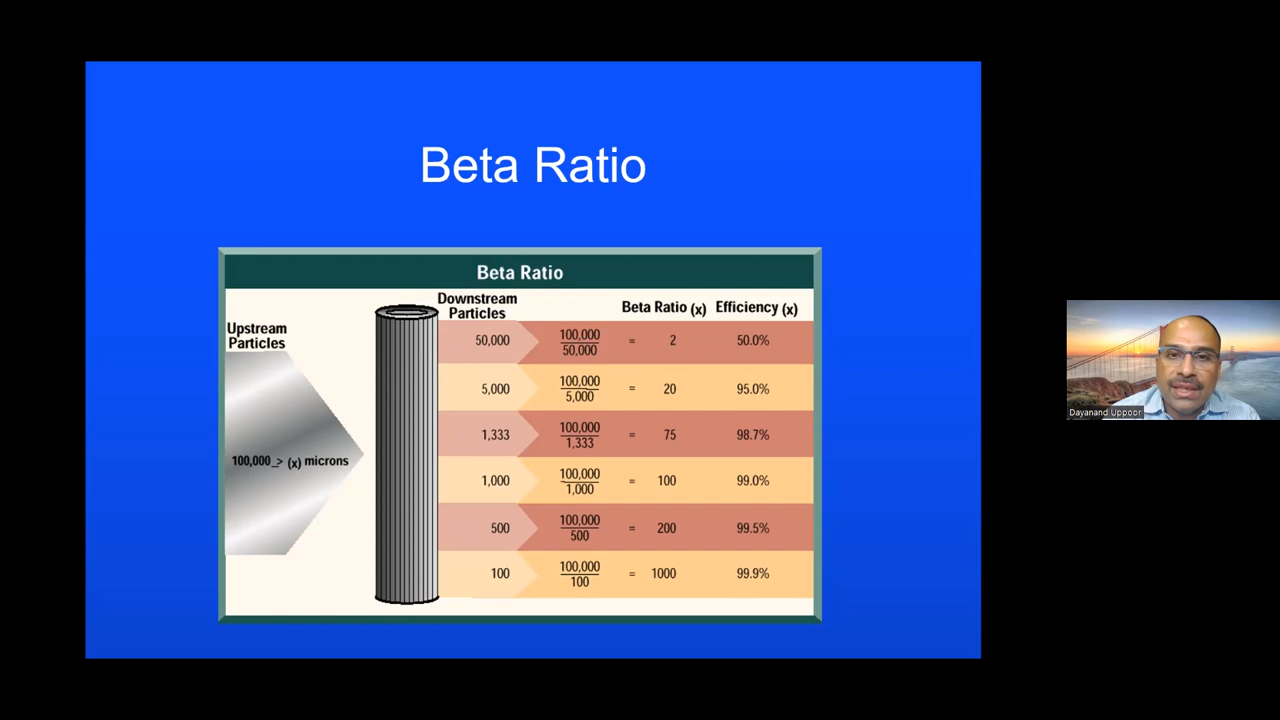 Beta Ratio
Beta Ratio
Upstream
Particles
100,000 > (x) microns
Downstream
Particles
Beta Ratio (x) Efficiency (x)
50,000 100,000/50,000 = 2 50.0%
5,000 100,000/5,000 = 20 95.0%
1,333 100,000/1,333 = 75 98.7%
1,000 100,000/1,000 = 100 99.0%
500 100,000/500 = 200 99.5%
100 100,000/100 = 1000 99.9%
Dayanand Uppoor